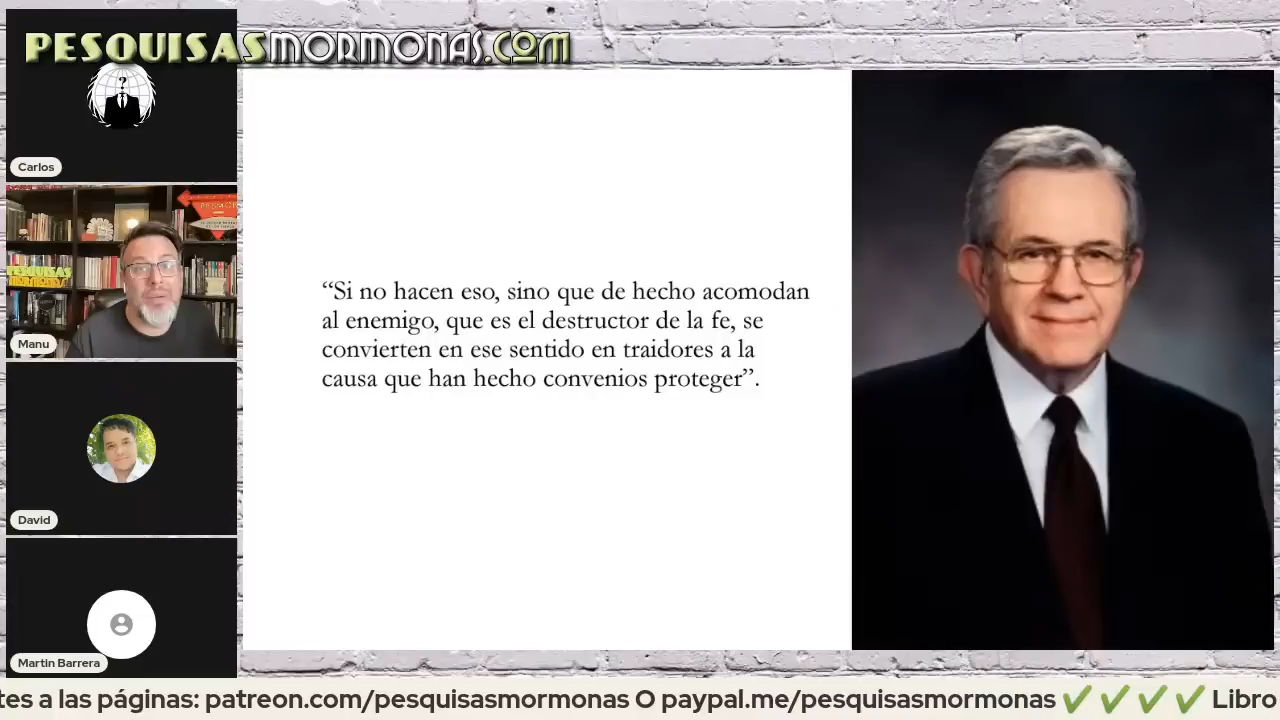 PESQUISASMORMONAS.COM
Carlos
Manu
David
Martin Barrera
“Si no hacen eso, sino que de hecho acomodan
al enemigo, que es el destructor de la fe, se
convierten en ese sentido en traidores a la
causa que han hecho convenios proteger”.
tes a las páginas: patreon.com/pesquisasmormonas O paypal.me/pesquisasmormonas ✓ ✓ ✓ ✓ Libro